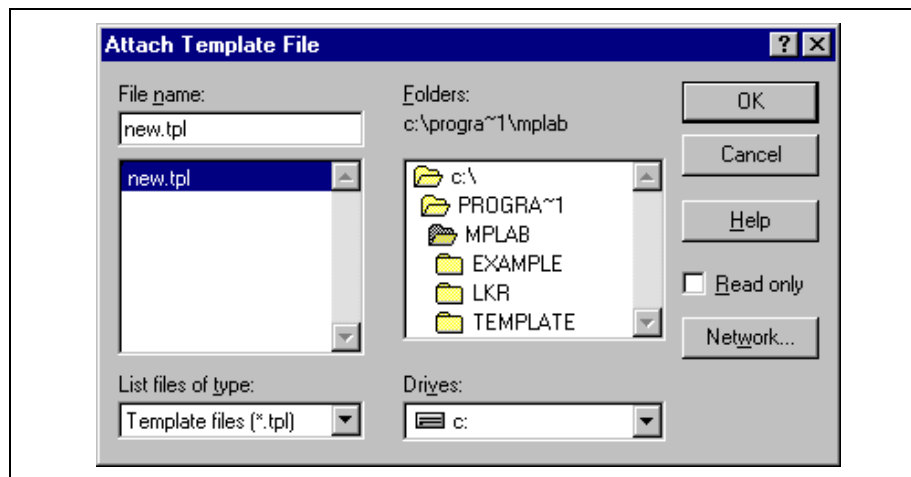 Attach Template File
File name:
new.tpl
new.tpl
List files of type:
Template files (*.tpl)
Folders:
c:\progra~1\mplab
c:\
PROGRA~1
MPLAB
EXAMPLE
LKR
TEMPLATE
Drives:
c:
OK
Cancel
Help
Read only
Network...